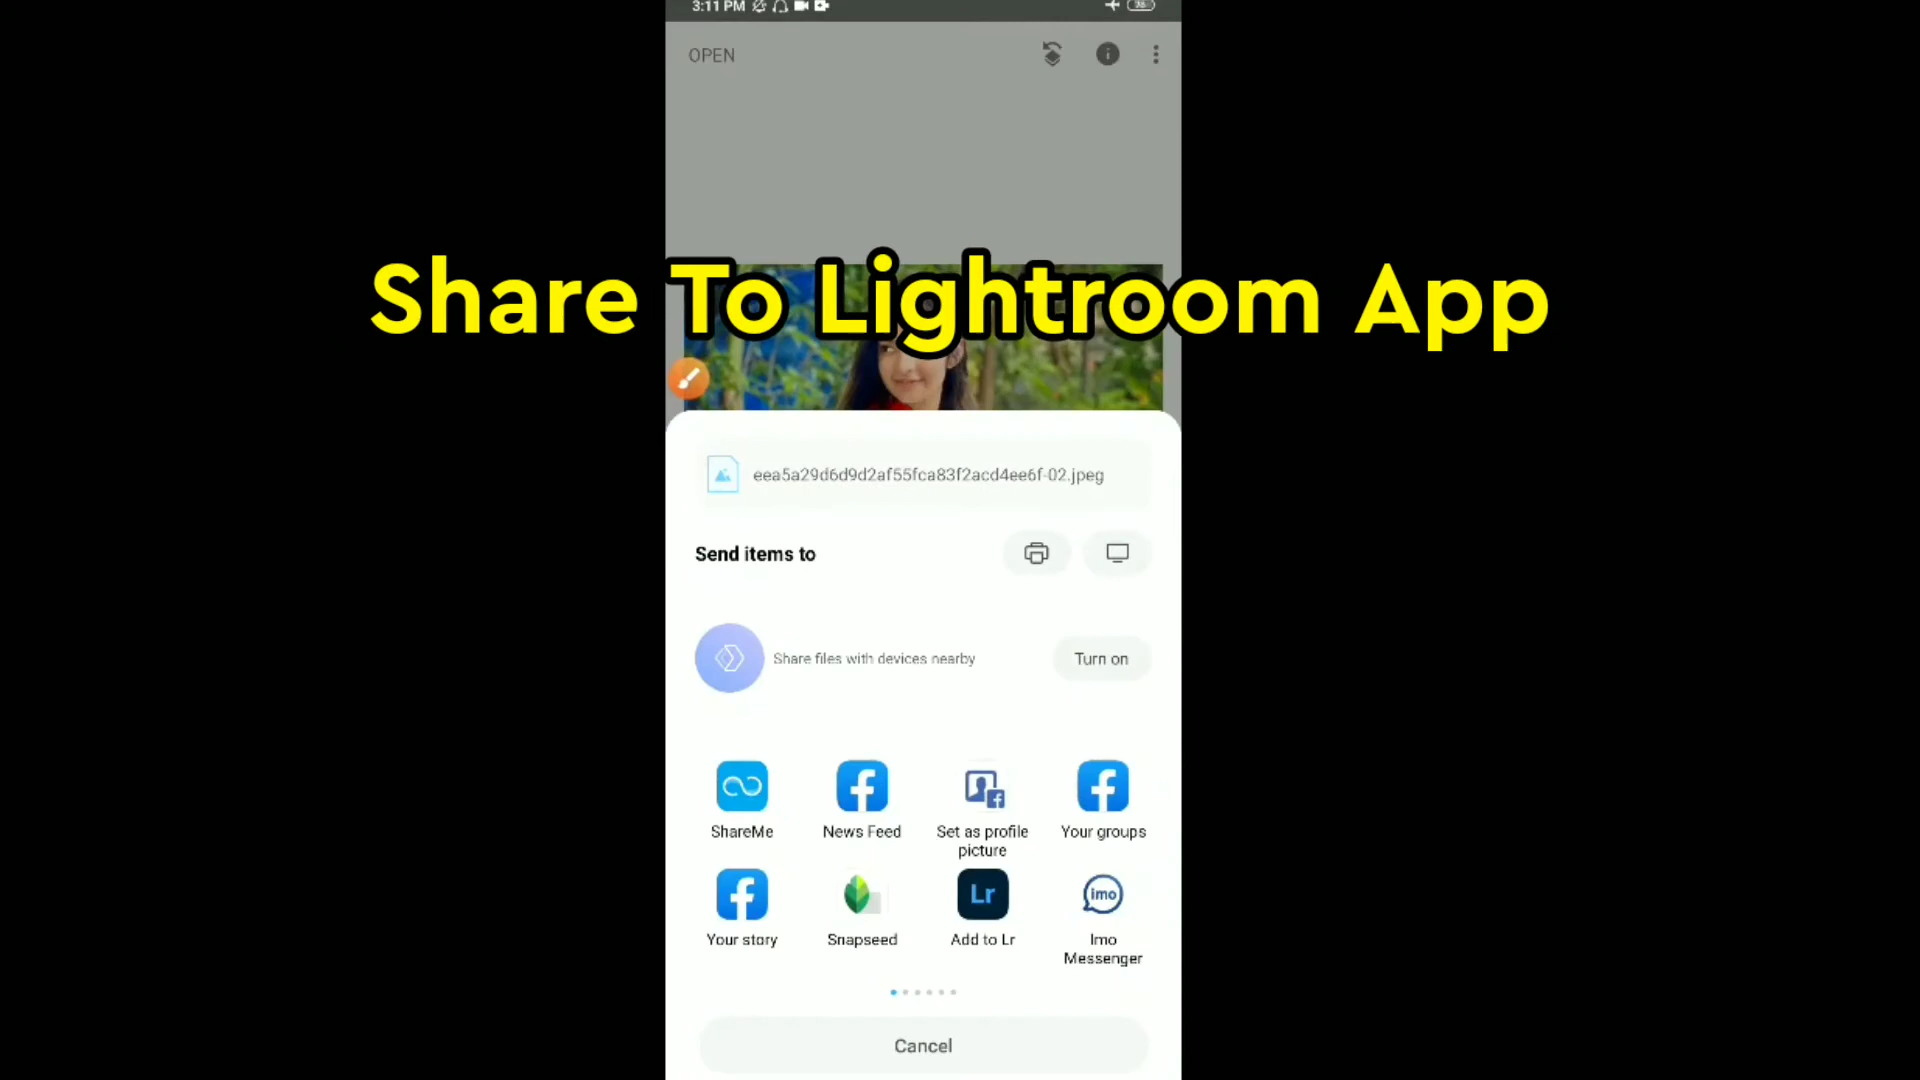 3:11 PM
OPEN
Share To Lightroom App
eea5a29d6d9d2af55fca83f2acd4ee6f-02.jpeg
Send items to
Share files with devices nearby
Turn on
ShareMe
News Feed
Set as profile
picture
Your groups
Your story
Snapseed
Lr
Add to Lr
imo
Imo
Messenger
Cancel